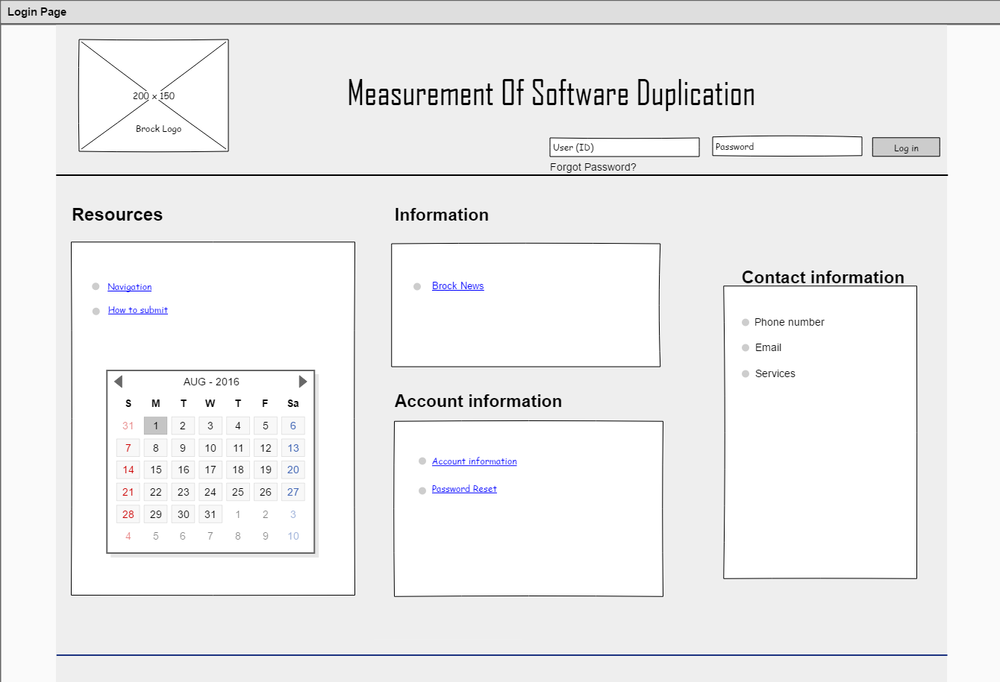 Login Page
200 x 150
Brock Logo
Measurement Of Software Duplication
User (ID)
Password
Log in
Forgot Password?
Resources
Navigation
How to submit
AUG - 2016
S M T W T F Sa
31 1 2 3 4 5 6
7 8 9 10 11 12 13
14 15 16 17 18 19 20
21 22 23 24 25 26 27
28 29 30 31 1 2 3
4 5 6 7 8 9 10
Information
Brock News
Account information
Account information
Password Reset
Contact information
Phone number
Email
Services